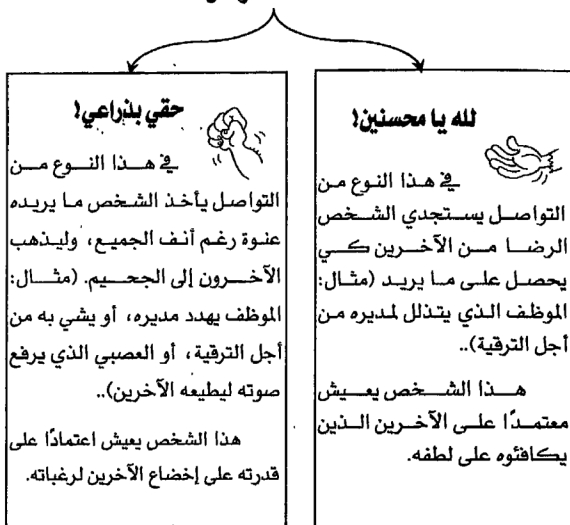 لله يا محسنين!
في هذا النوع من
التواصل يستجدي الشخص
الرضا من الآخرين كي
يحصل على ما يريد (مثال:
الموظف الذي يتذلل لمديره من
أجل الترقية)..
هذا الشخص يعيش
معتمدًا على الآخرين الذين
يكافئوه على لطفه.
حقي بذراعي!
في هذا النوع من
التواصل يأخذ الشخص ما يريده
عنوة رغم أنف الجميع، وليذهب
الآخرون إلى الجحيم. (مثال:
الموظف يهدد مديره، أو يشي به من
أجل الترقية، أو العصبي الذي يرفع
صوته ليطيعه الآخرين)..
هذا الشخص يعيش اعتمادًا على
قدرته على إخضاع الآخرين لرغباته.